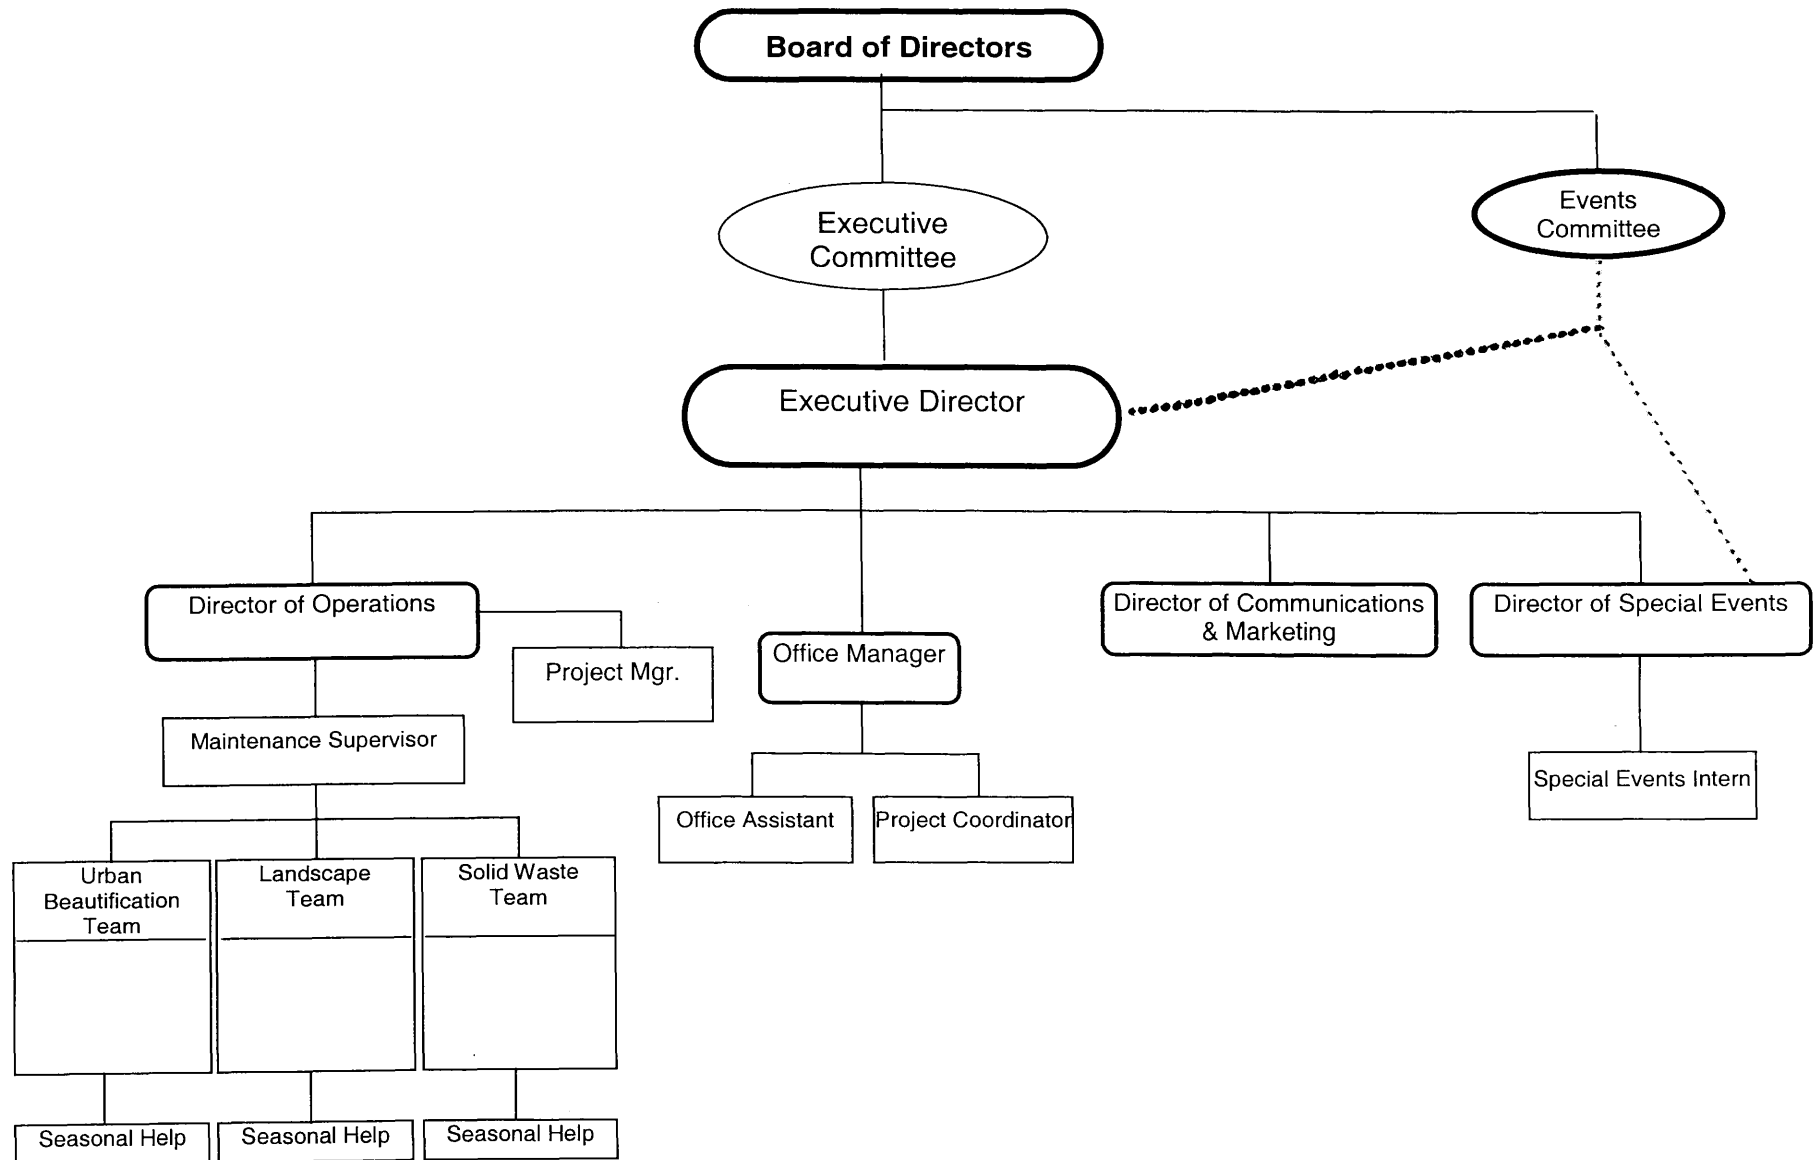 Board of Directors
Executive
Committee
Events
Committee
Executive Director
Director of Operations
Director of Communications
& Marketing
Director of Special Events
Project Mgr.
Office Manager
Maintenance Supervisor
Special Events Intern
Office Assistant
Project Coordinator
Urban
Beautification
Team
Landscape
Team
Solid Waste
Team
Seasonal Help
Seasonal Help
Seasonal Help